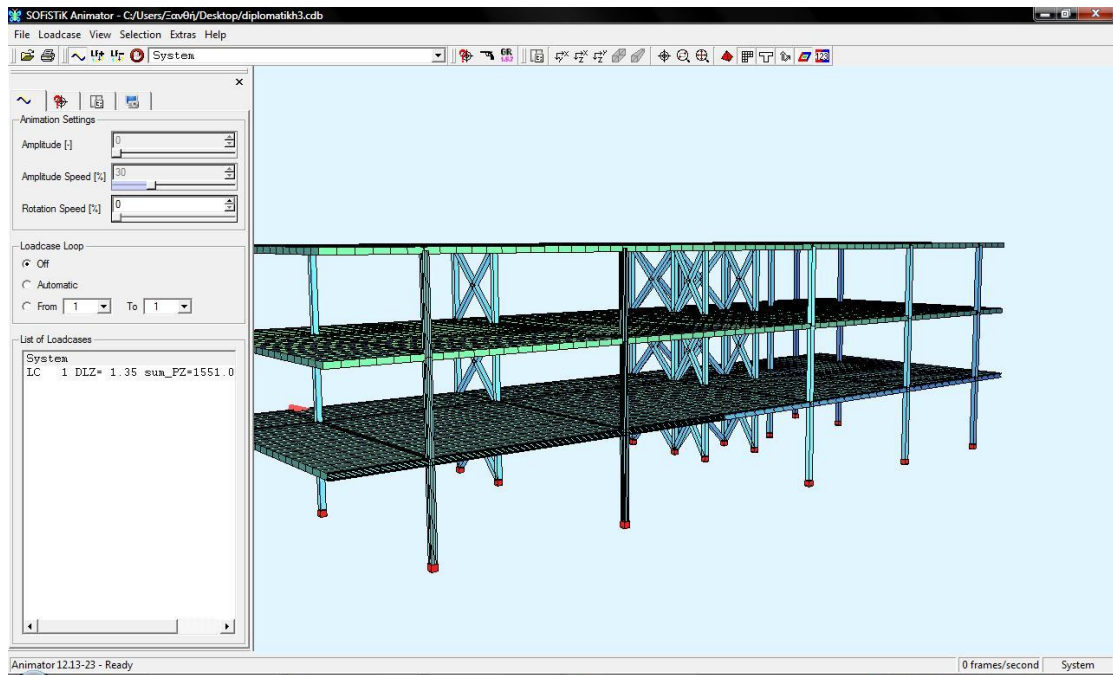 SOFiSTiK Animator - C:/Users/Ξανθή/Desktop/diplomatikh3.cdb
File Loadcase View Selection Extras Help
System
Animation Settings
Amplitude [-] 0
Amplitude Speed [%] 30
Rotation Speed [%] 0
Loadcase Loop
Off
Automatic
From 1 To 1
List of Loadcases
System
LC 1 DLZ= 1.35 sum_PZ=1551.0
Animator 12.13-23 - Ready
0 frames/second System